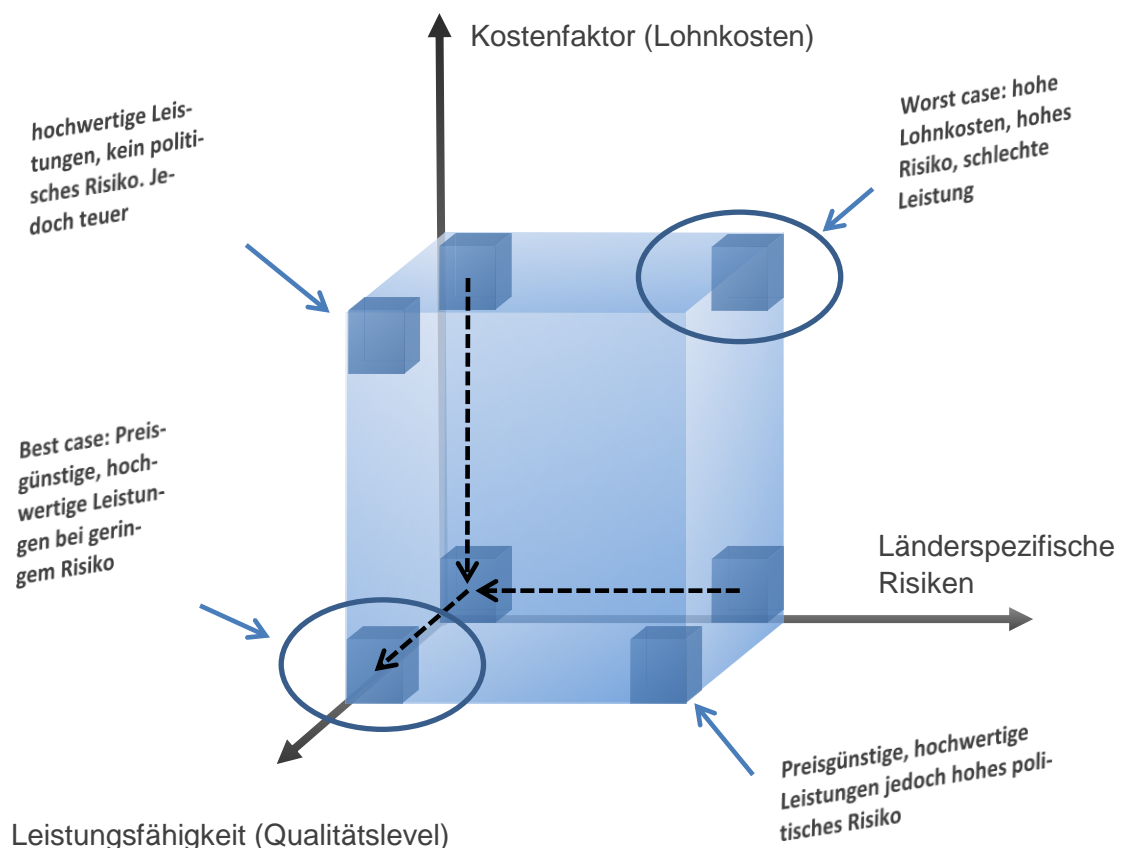 Kostenfaktor (Lohnkosten)
hochwertige Leis-
tungen, kein politi-
sches Risiko. Je-
doch teuer
Worst case: hohe
Lohnkosten, hohes
Risiko, schlechte
Leistung
Best case: Preis-
günstige, hoch-
wertige Leistun-
gen bei gerin-
gem Risiko
Länderspezifische
Risiken
Preisgünstige, hochwertige
Leistungen jedoch hohes poli-
tisches Risiko
Leistungsfähigkeit (Qualitätslevel)